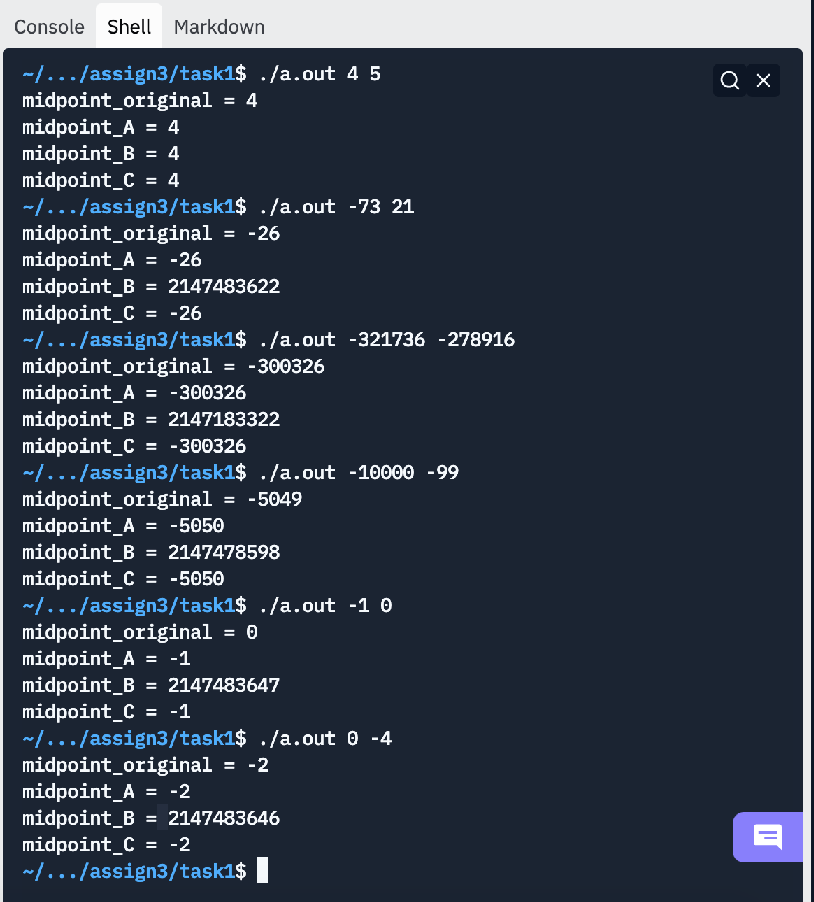 Console Shell Markdown
~/.../assign3/task1$ ./a.out 4 5
midpoint_original = 4
midpoint_A = 4
midpoint_B = 4
midpoint_C = 4
~/.../assign3/task1$ ./a.out -73 21
midpoint_original = -26
midpoint_A = -26
midpoint_B = 2147483622
midpoint_C = -26
~/.../assign3/task1$ ./a.out -321736 -278916
midpoint_original = -300326
midpoint_A = -300326
midpoint_B = 2147183322
midpoint_C = -300326
~/.../assign3/task1$ ./a.out -10000 -99
midpoint_original = -5049
midpoint_A = -5050
midpoint_B = 2147478598
midpoint_C = -5050
~/.../assign3/task1$ ./a.out -1 0
midpoint_original = 0
midpoint_A = -1
midpoint_B = 2147483647
midpoint_C = -1
~/.../assign3/task1$ ./a.out 0 -4
midpoint_original = -2
midpoint_A = -2
midpoint_B = 2147483646
midpoint_C = -2
~/.../assign3/task1$